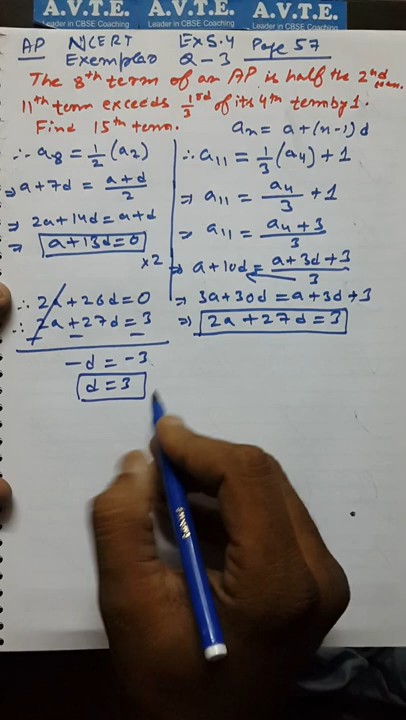 A.V.T.E. A.V.T.E. A.V.T.E.
Leader in CBSE Coaching Leader in CBSE Coaching Leader in CBSE Coaching
AP NCERT Ex 5.4 Page 57
Exemplar Q-3
The 8th term of an AP is half the 2nd term.
11th term exceeds 1/3rd of its 4th term by 1.
Find 15th term.
an = a+(n-1)d
∴ a8 = 1/2 (a2)
⇒ a+7d = a+d/2
⇒ 2a+14d = a+d
⇒ a+13d=0
×2
∴ a11 = 1/3 (a4) + 1
⇒ a11 = a4/3 + 1
⇒ a11 = a4+3/3
⇒ a+10d = a+3d+3/3
⇒ 3a+30d = a+3d+3
⇒ 2a+27d = 3
∴ 2a+26d=0
∴ 2a+27d=3
- - -
-d = -3
d = 3